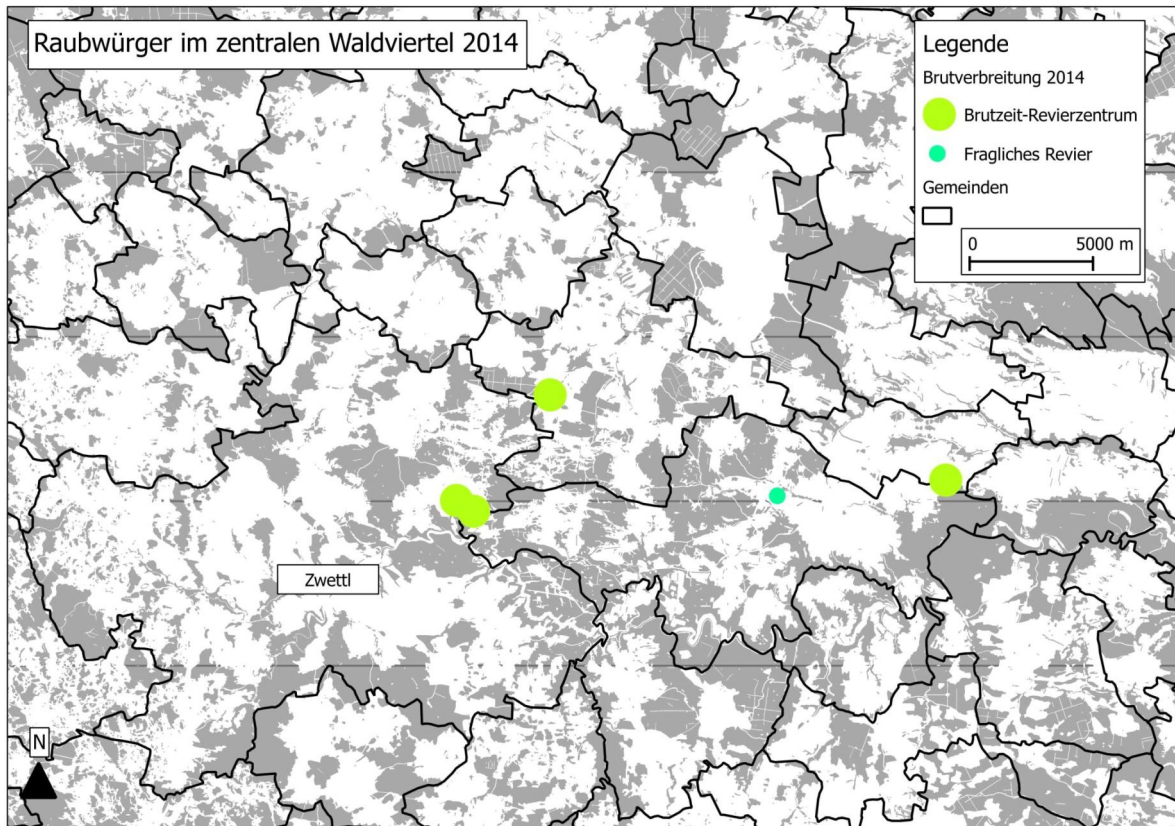 Raubwürger im zentralen Waldviertel 2014
Legende
Brutverbreitung 2014
Brutzeit-Revierzentrum
Fragliches Revier
Gemeinden
0 5000 m
Zwettl
N